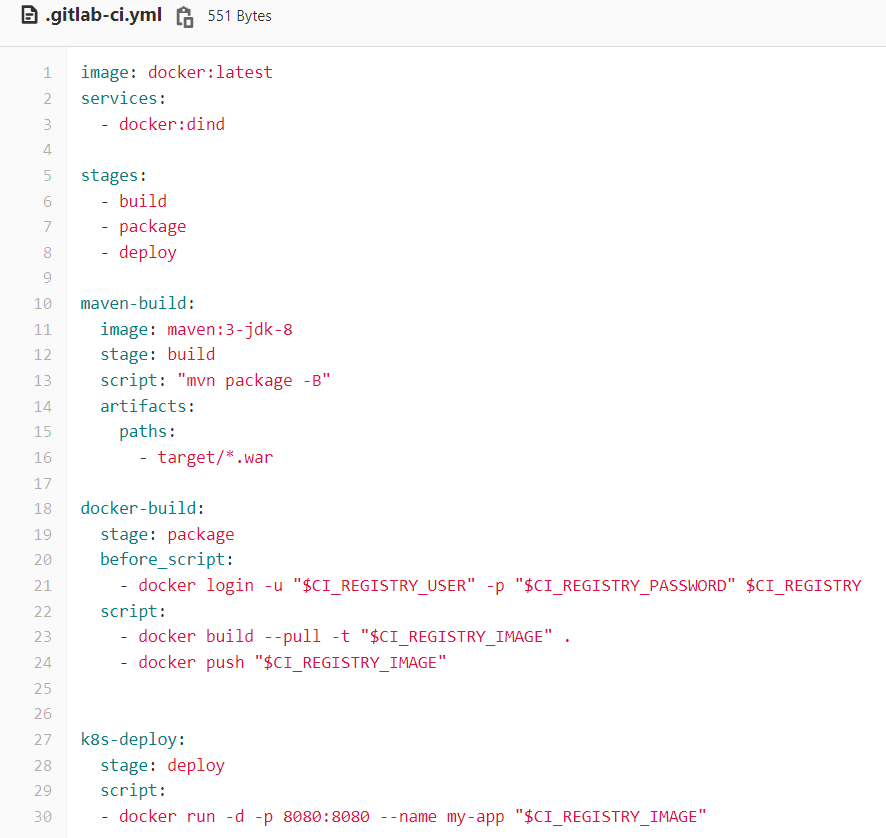 .gitlab-ci.yml 551 Bytes
1 image: docker:latest
2 services:
3   - docker:dind
4
5 stages:
6   - build
7   - package
8   - deploy
9
10 maven-build:
11   image: maven:3-jdk-8
12   stage: build
13   script: "mvn package -B"
14   artifacts:
15     paths:
16       - target/*.war
17
18 docker-build:
19   stage: package
20   before_script:
21     - docker login -u "$CI_REGISTRY_USER" -p "$CI_REGISTRY_PASSWORD" $CI_REGISTRY
22   script:
23     - docker build --pull -t "$CI_REGISTRY_IMAGE" .
24     - docker push "$CI_REGISTRY_IMAGE"
25
26
27 k8s-deploy:
28   stage: deploy
29   script:
30   - docker run -d -p 8080:8080 --name my-app "$CI_REGISTRY_IMAGE"